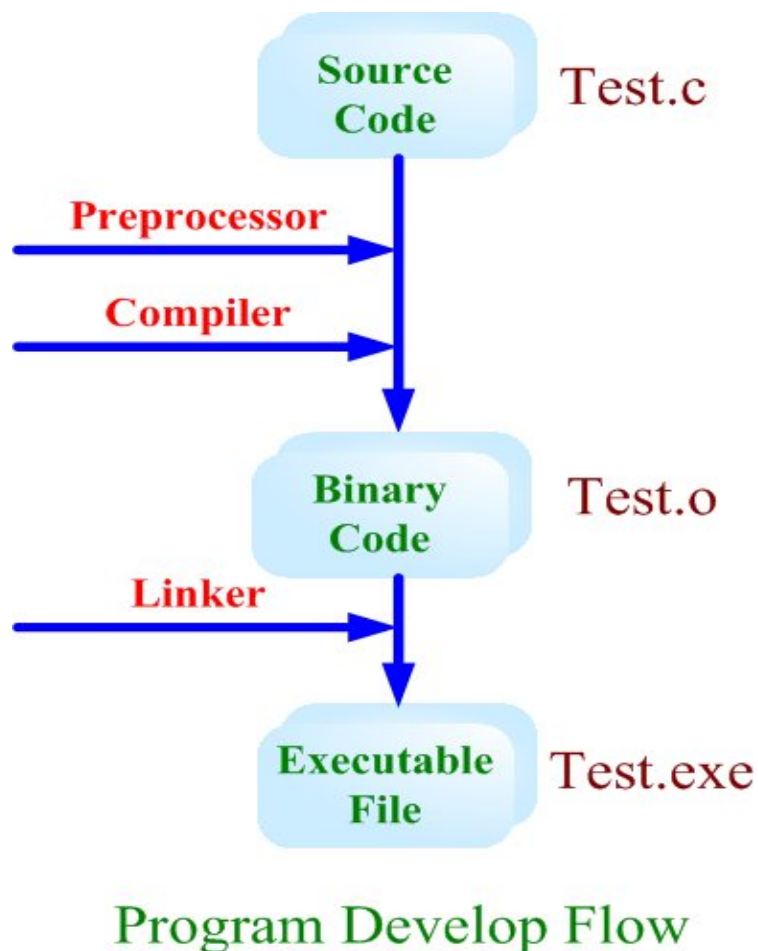 Source
Code
Test.c
Preprocessor
Compiler
Binary
Code
Test.o
Linker
Executable
File
Test.exe
Program Develop Flow